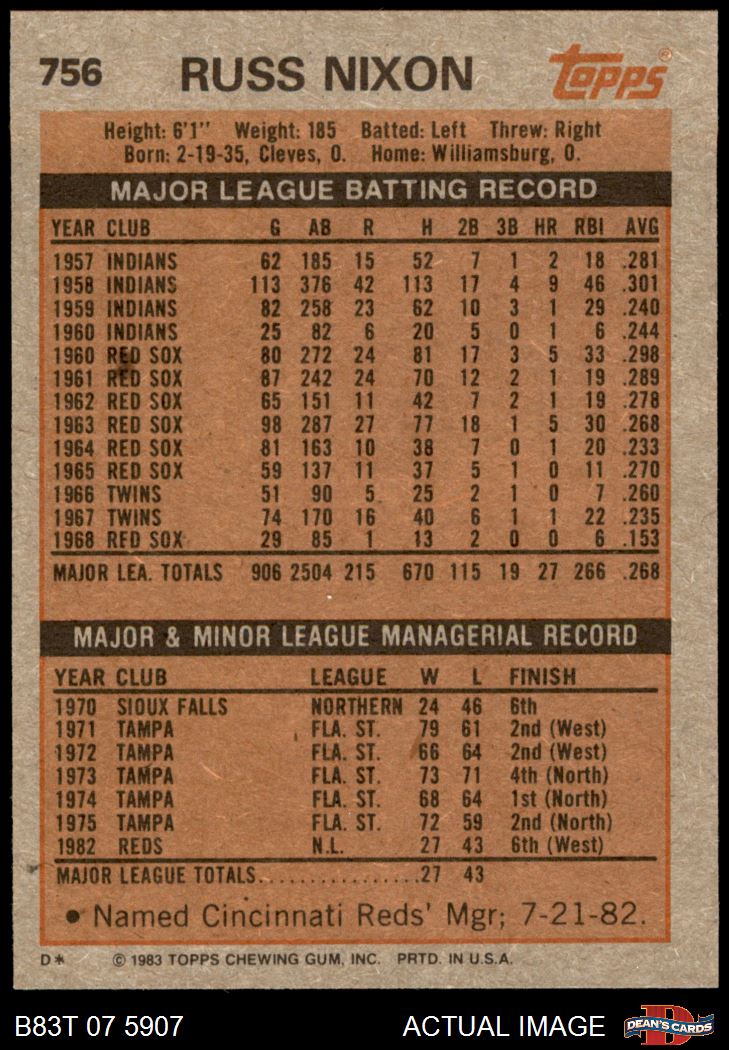 756 RUSS NIXON Topps®
Height: 6'1" Weight: 185 Batted: Left Threw: Right
Born: 2-19-35, Cleves, O. Home: Williamsburg, O.
MAJOR LEAGUE BATTING RECORD
YEAR CLUB G AB R H 2B 3B HR RBI AVG
1957 INDIANS 62 185 15 52 7 1 2 18 .281
1958 INDIANS 113 376 42 113 17 4 9 46 .301
1959 INDIANS 82 258 23 62 10 3 1 29 .240
1960 INDIANS 25 82 6 20 5 0 1 6 .244
1960 RED SOX 80 272 24 81 17 3 5 33 .298
1961 RED SOX 87 242 24 70 12 2 1 19 .289
1962 RED SOX 65 151 11 42 7 2 1 19 .278
1963 RED SOX 98 287 27 77 18 1 5 30 .268
1964 RED SOX 81 163 10 38 7 0 1 20 .233
1965 RED SOX 59 137 11 37 5 1 0 11 .270
1966 TWINS 51 90 5 25 2 1 0 7 .260
1967 TWINS 74 170 16 40 6 1 1 22 .235
1968 RED SOX 29 85 1 13 2 0 0 6 .153
MAJOR LEA. TOTALS 906 2504 215 670 115 19 27 266 .268
MAJOR & MINOR LEAGUE MANAGERIAL RECORD
YEAR CLUB LEAGUE W L FINISH
1970 SIOUX FALLS NORTHERN 24 46 6th
1971 TAMPA FLA. ST. 79 61 2nd (West)
1972 TAMPA FLA. ST. 66 64 2nd (West)
1973 TAMPA FLA. ST. 73 71 4th (North)
1974 TAMPA FLA. ST. 68 64 1st (North)
1975 TAMPA FLA. ST. 72 59 2nd (North)
1982 REDS N.L. 27 43 6th (West)
MAJOR LEAGUE TOTALS................27 43
• Named Cincinnati Reds' Mgr; 7-21-82.
D* © 1983 TOPPS CHEWING GUM, INC. PRTD. IN U.S.A.
B83T 07 5907 ACTUAL IMAGE D DEAN'S CARDS